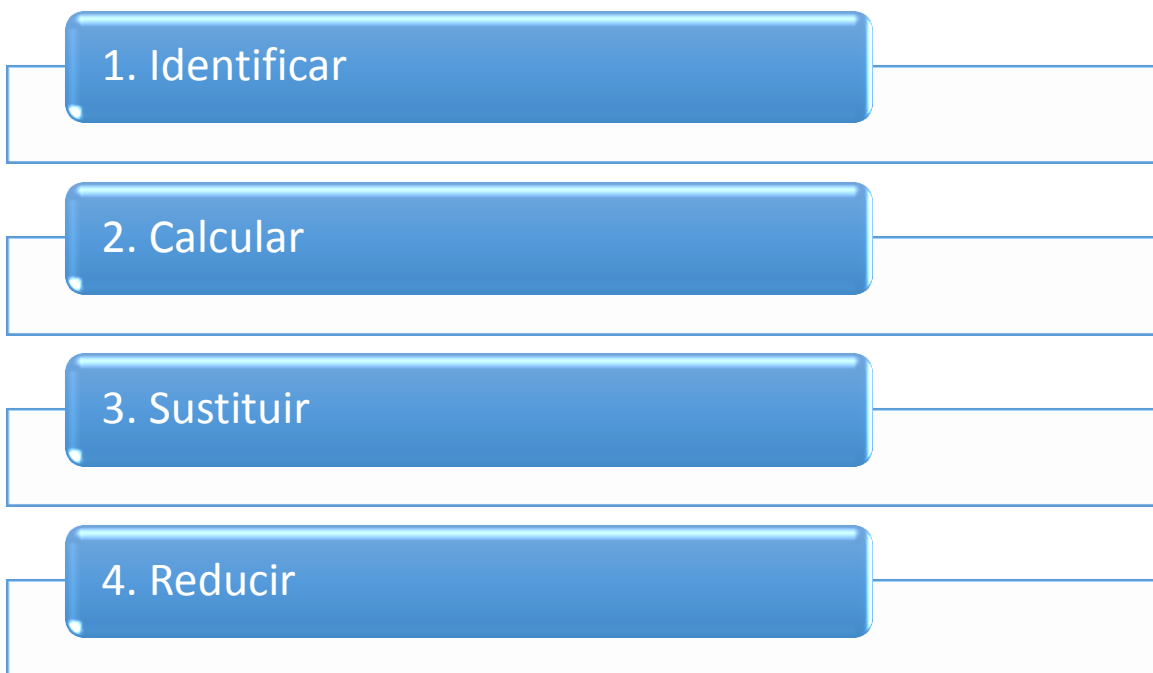 1. Identificar
2. Calcular
3. Sustituir
4. Reducir